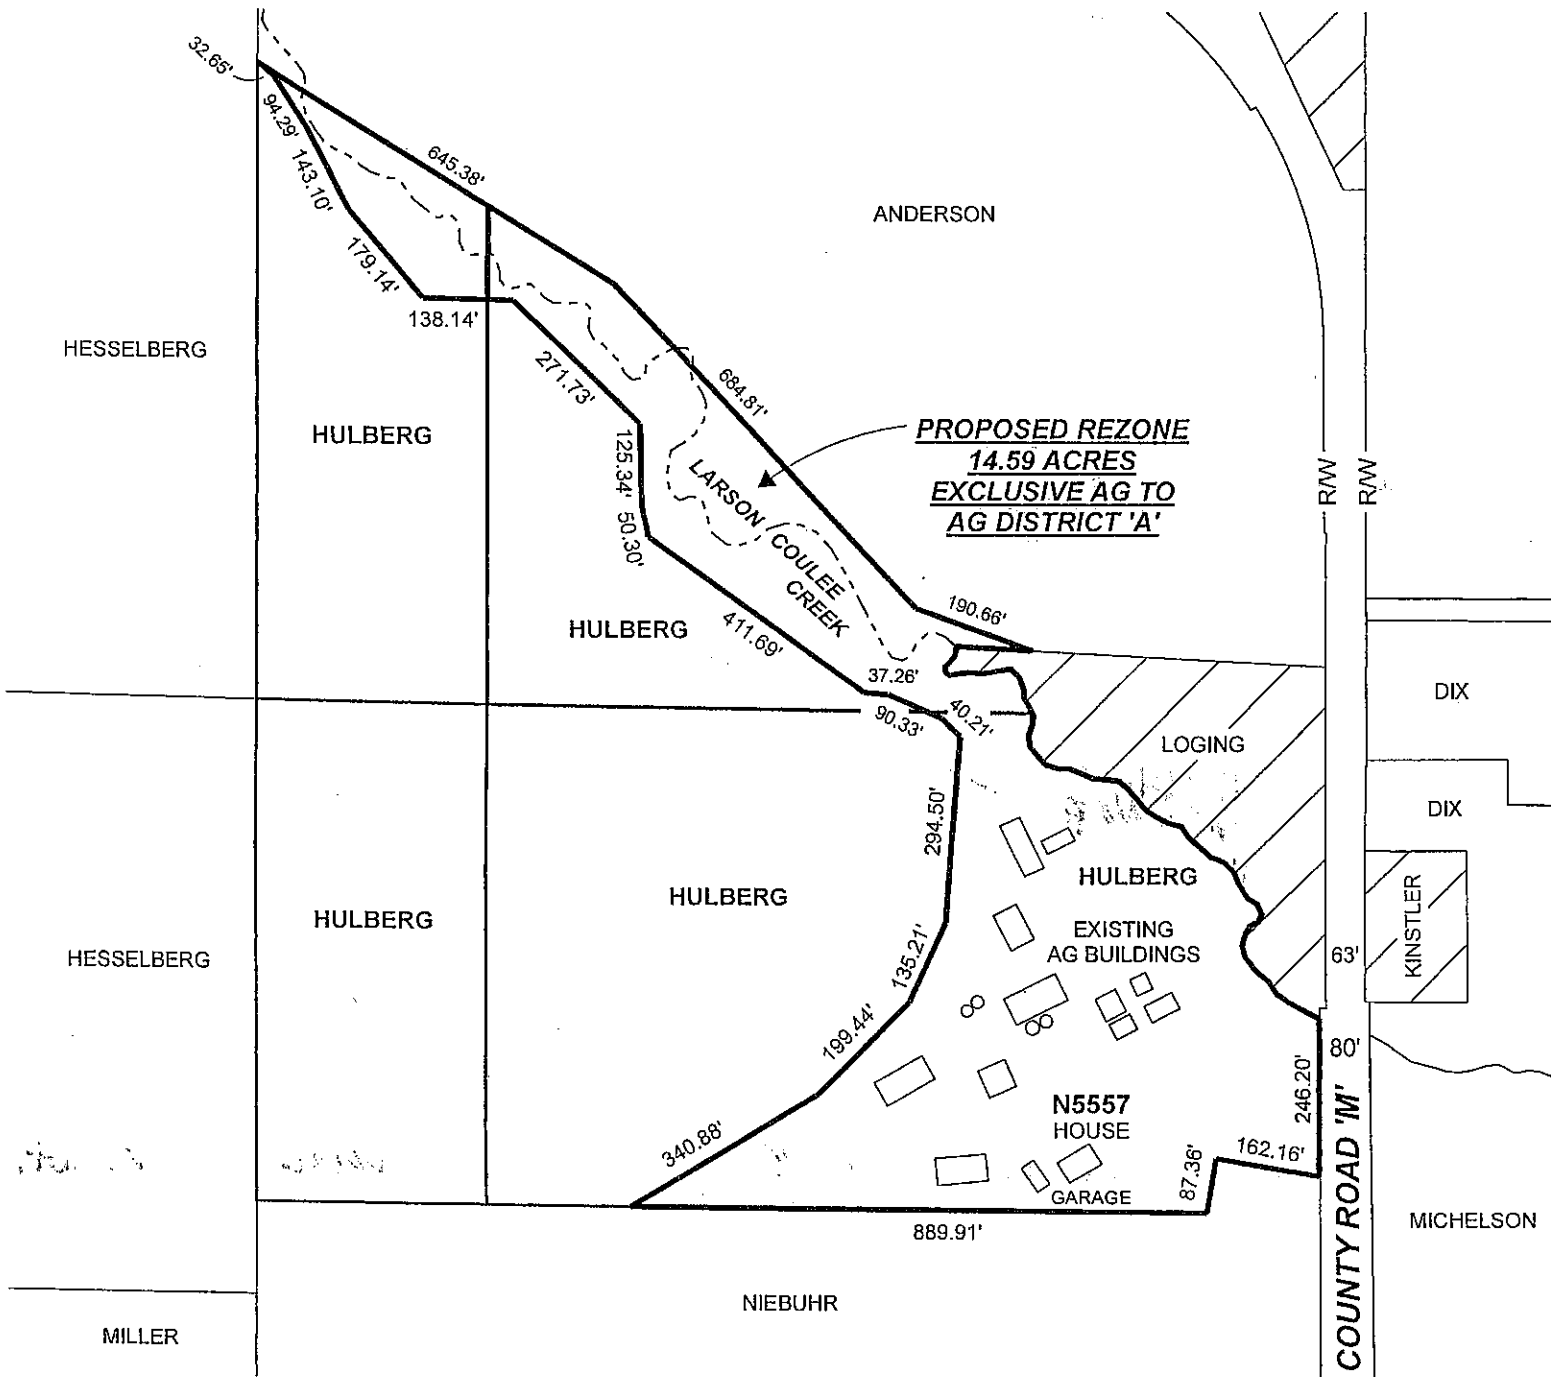 32.65'
94.29'
143.10'
179.14'
138.14'
645.38'
ANDERSON
HESSELBERG
HULBERG
271.73'
125.34'
50.30'
684.81'
PROPOSED REZONE
14.59 ACRES
EXCLUSIVE AG TO
AG DISTRICT 'A'
R/W
R/W
LARSON
COULEE
CREEK
HULBERG
411.69'
190.66'
37.26'
90.33'
40.21'
DIX
LOGING
DIX
294.50'
HULBERG
HULBERG
HULBERG
EXISTING
AG BUILDINGS
HESSELBERG
135.21'
63'
KINSTLER
199.44'
80'
340.88'
N5557
HOUSE
246.20'
162.16'
87.36'
GARAGE
889.91'
COUNTY ROAD 'M'
MICHELSON
NIEBUHR
MILLER